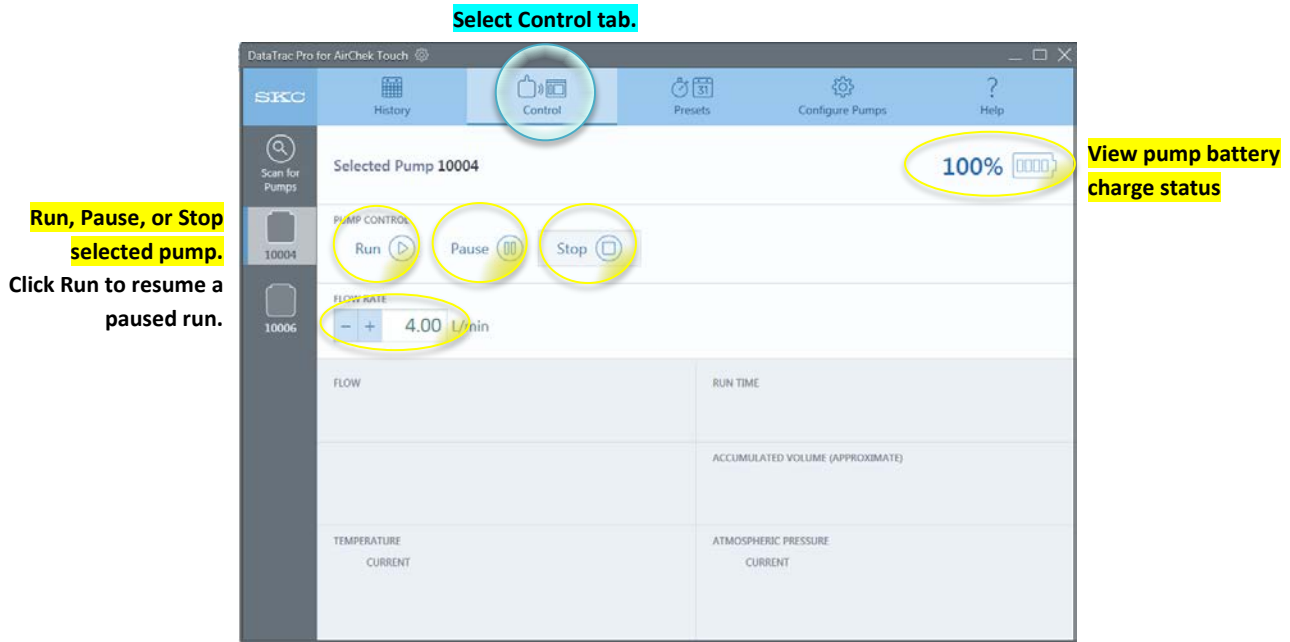 Select Control tab.
DataTrac Pro for AirChek Touch
SKC
History
Control
Presets
31
Configure Pumps
?
Help
Scan for
Pumps
Selected Pump 10004
100%
View pump battery
charge status
Run, Pause, or Stop
selected pump.
Click Run to resume a
paused run.
10004
10006
PUMP CONTROL
Run
Pause
Stop
FLOW RATE
- + 4.00 L/min
FLOW
RUN TIME
ACCUMULATED VOLUME (APPROXIMATE)
TEMPERATURE
CURRENT
ATMOSPHERIC PRESSURE
CURRENT